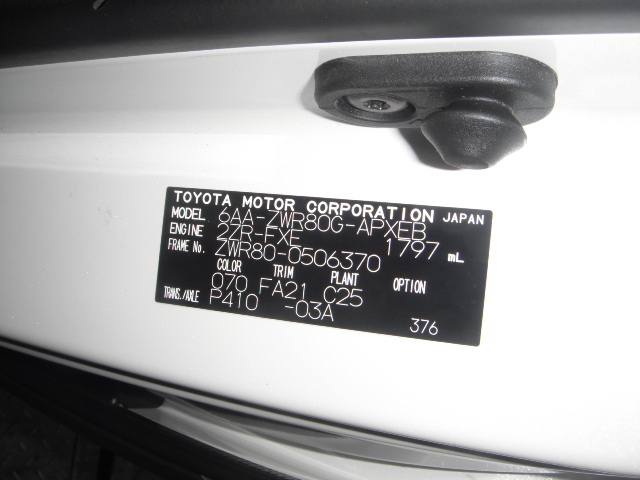 TOYOTA MOTOR CORPORATION JAPAN
MODEL 6AA-ZWR80G-APXEB
ENGINE 2ZR-FXE 1797 mL
FRAME No. ZWR80-0506370
COLOR TRIM PLANT OPTION
070 FA21 C25
TRANS./AXLE P410 -03A
376